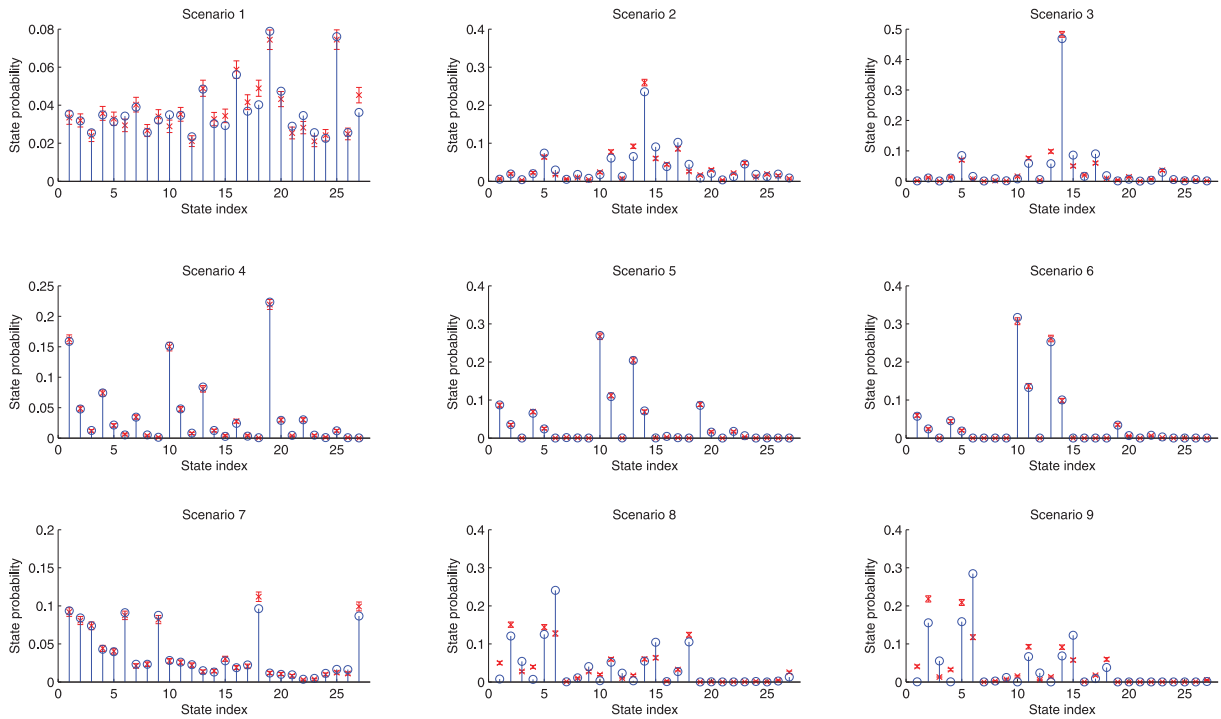 Scenario 1
0.08
0.06
0.04
0.02
0
State probability
0 5 10 15 20 25
State index
Scenario 2
0.4
0.3
0.2
0.1
0
State probability
0 5 10 15 20 25
State index
Scenario 3
0.5
0.4
0.3
0.2
0.1
0
State probability
0 5 10 15 20 25
State index
Scenario 4
0.25
0.2
0.15
0.1
0.05
0
State probability
0 5 10 15 20 25
State index
Scenario 5
0.4
0.3
0.2
0.1
0
State probability
0 5 10 15 20 25
State index
Scenario 6
0.4
0.3
0.2
0.1
0
State probability
0 5 10 15 20 25
State index
Scenario 7
0.2
0.15
0.1
0.05
0
State probability
0 5 10 15 20 25
State index
Scenario 8
0.4
0.3
0.2
0.1
0
State probability
0 5 10 15 20 25
State index
Scenario 9
0.4
0.3
0.2
0.1
0
State probability
0 5 10 15 20 25
State index